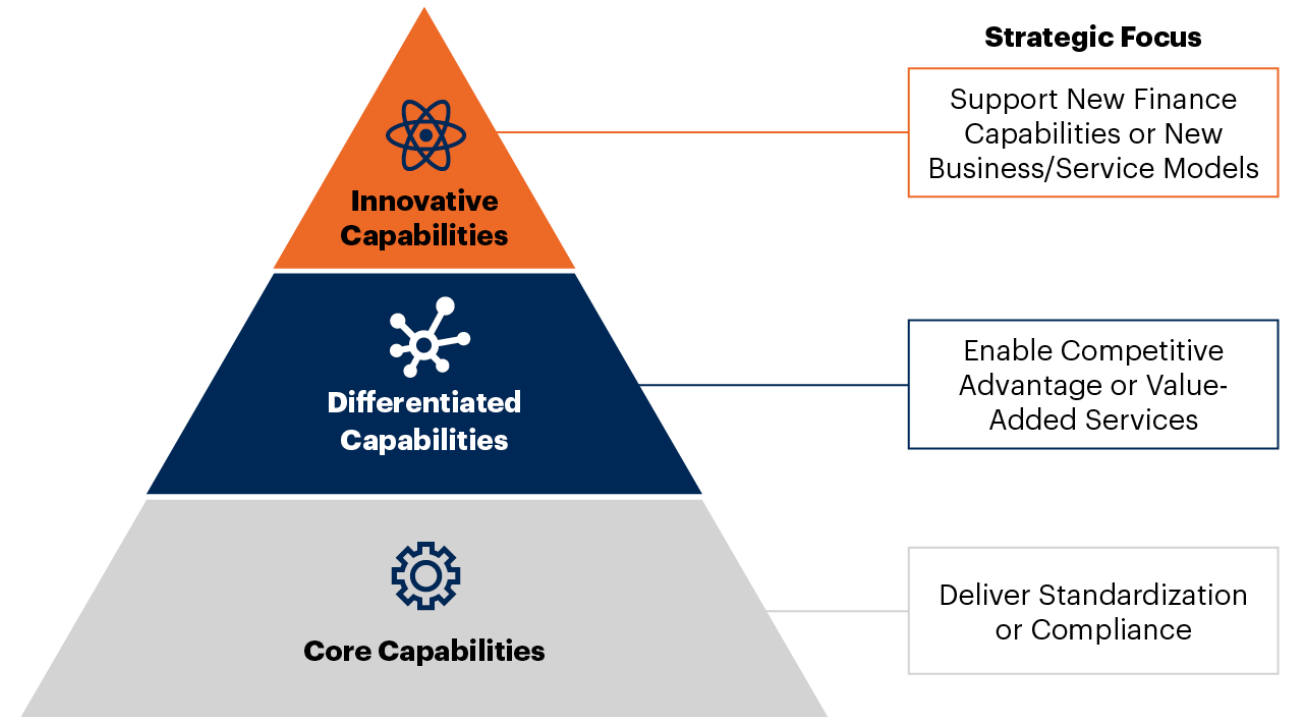 Strategic Focus
Support New Finance
Capabilities or New
Business/Service Models
Innovative
Capabilities
Enable Competitive
Advantage or Value-
Added Services
Differentiated
Capabilities
Deliver Standardization
or Compliance
Core Capabilities